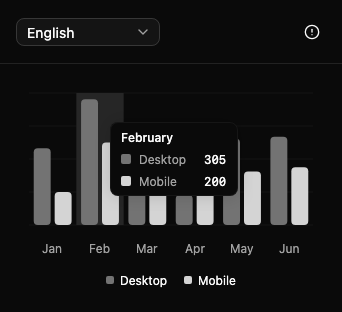 English
February
Desktop 305
Mobile 200
Jan Feb Mar Apr May Jun
Desktop Mobile